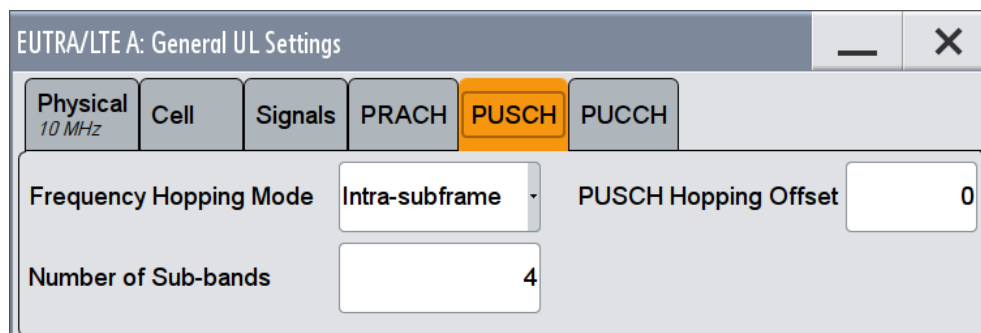 EUTRA/LTE A: General UL Settings
Physical
10 MHz
Cell
Signals
PRACH
PUSCH
PUCCH
Frequency Hopping Mode
Intra-subframe
PUSCH Hopping Offset
0
Number of Sub-bands
4